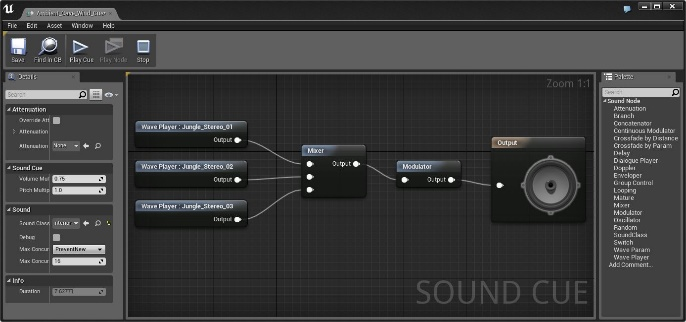 Ambient_Cave_Wind_Cue*
File Edit Asset Window Help
Save Find in CB Play Cue Play Node Stop
Details
Search
Attenuation
Override Att
Attenuation
Attenuation None
Sound Cue
Volume Mult 0.75
Pitch Multip 1.0
Sound
Sound Class
Debug
Max Concur PreventNew
Max Concur 16
Info
Duration
Zoom 1:1
Wave Player : Jungle_Stereo_01
Output
Wave Player : Jungle_Stereo_02
Output
Wave Player : Jungle_Stereo_03
Output
Mixer
Output
Modulator
Output
Output
SOUND CUE
Palette
Search
Sound Node
Attenuation
Branch
Concatenator
Continuous Modulator
Crossfade by Distance
Crossfade by Param
Delay
Dialogue Player
Doppler
Enveloper
Group Control
Looping
Mature
Mixer
Modulator
Oscillator
Random
SoundClass
Switch
Wave Param
Wave Player
Add Comment...